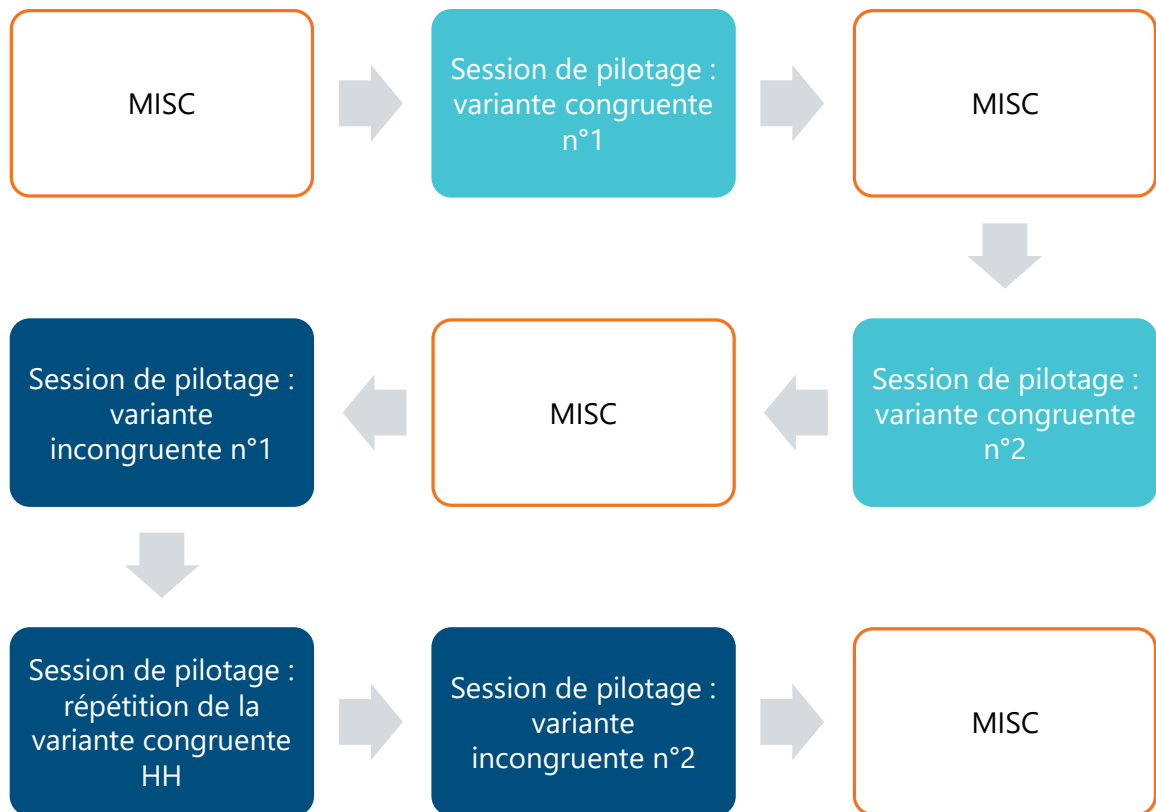 MISC
Session de pilotage :
variante congruente
n°1
MISC
Session de pilotage :
variante congruente
n°2
MISC
Session de pilotage :
variante
incongruente n°1
Session de pilotage :
répétition de la
variante congruente
HH
Session de pilotage :
variante
incongruente n°2
MISC